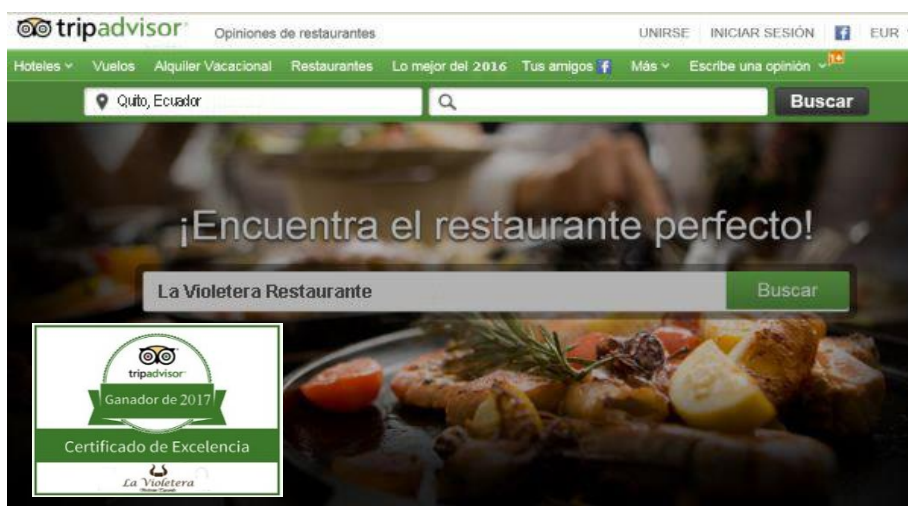 tripadvisor Opiniones de restaurantes UNIRSE INICIAR SESIÓN f EUR
Hoteles Vuelos Alquiler Vacacional Restaurantes Lo mejor del 2016 Tus amigos f Más Escribe una opinión
Quito, Ecuador Buscar
¡Encuentra el restaurante perfecto!
La Violetera Restaurante Buscar
tripadvisor
Ganador de 2017
Certificado de Excelencia
La Violetera